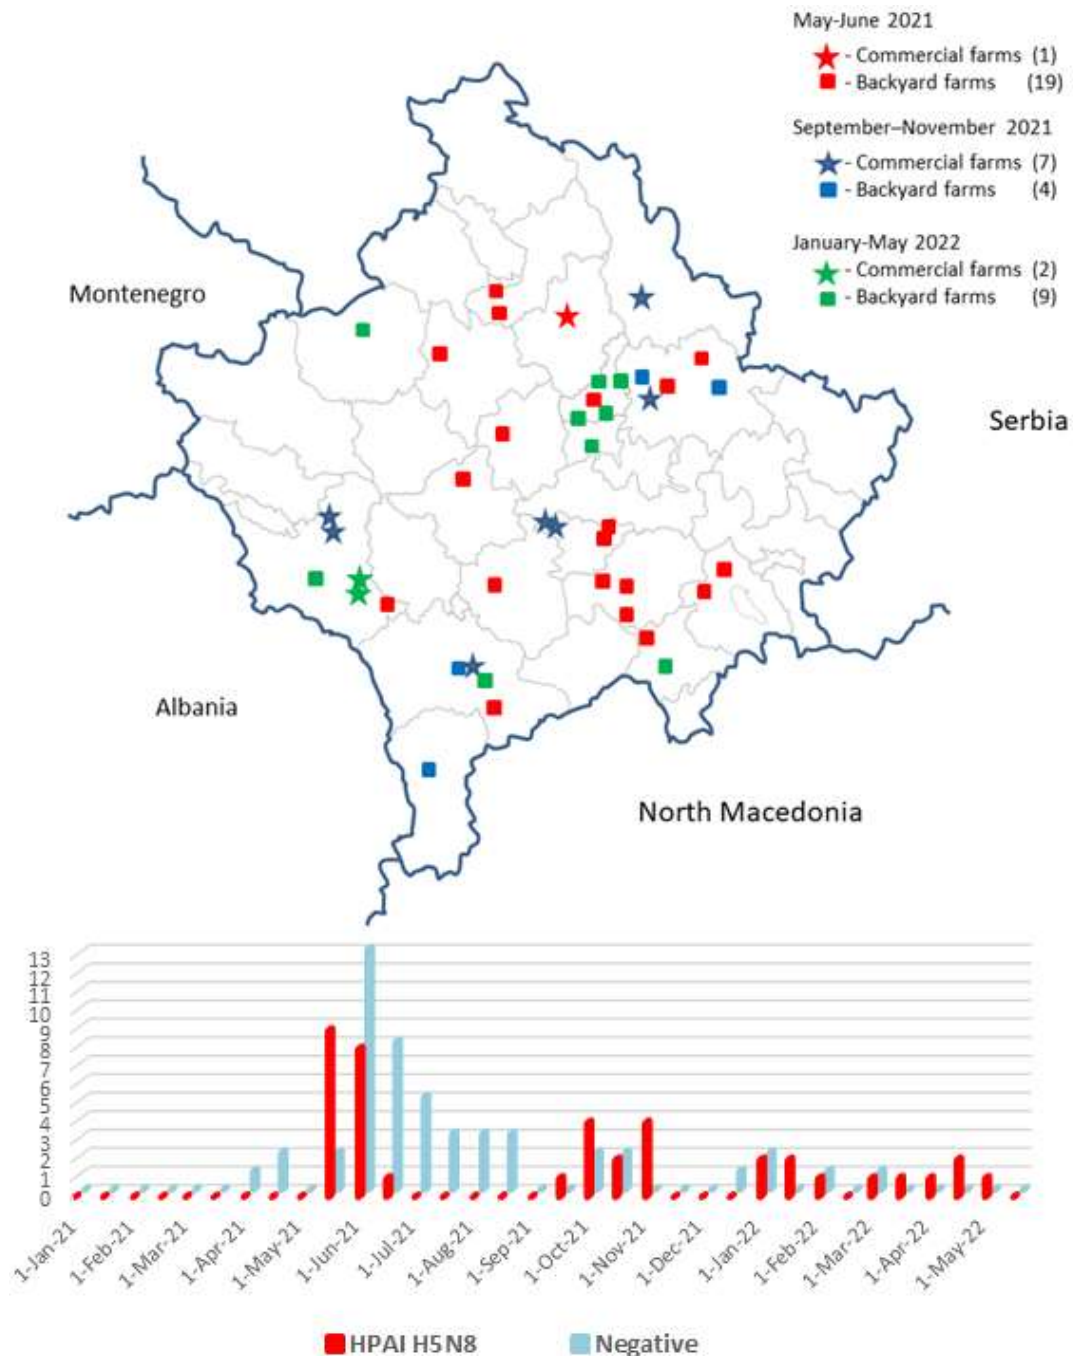 May-June 2021
- Commercial farms (1)
- Backyard farms (19)
September–November 2021
- Commercial farms (7)
- Backyard farms (4)
January-May 2022
- Commercial farms (2)
- Backyard farms (9)
Montenegro
Serbia
Albania
North Macedonia
13
12
11
10
9
8
7
6
5
4
3
2
1
0
1-Jan-21
1-Feb-21
1-Mar-21
1-Apr-21
1-May-21
1-Jun-21
1-Jul-21
1-Aug-21
1-Sep-21
1-Oct-21
1-Nov-21
1-Dec-21
1-Jan-22
1-Feb-22
1-Mar-22
1-Apr-22
1-May-22
HPAI H5N8
Negative